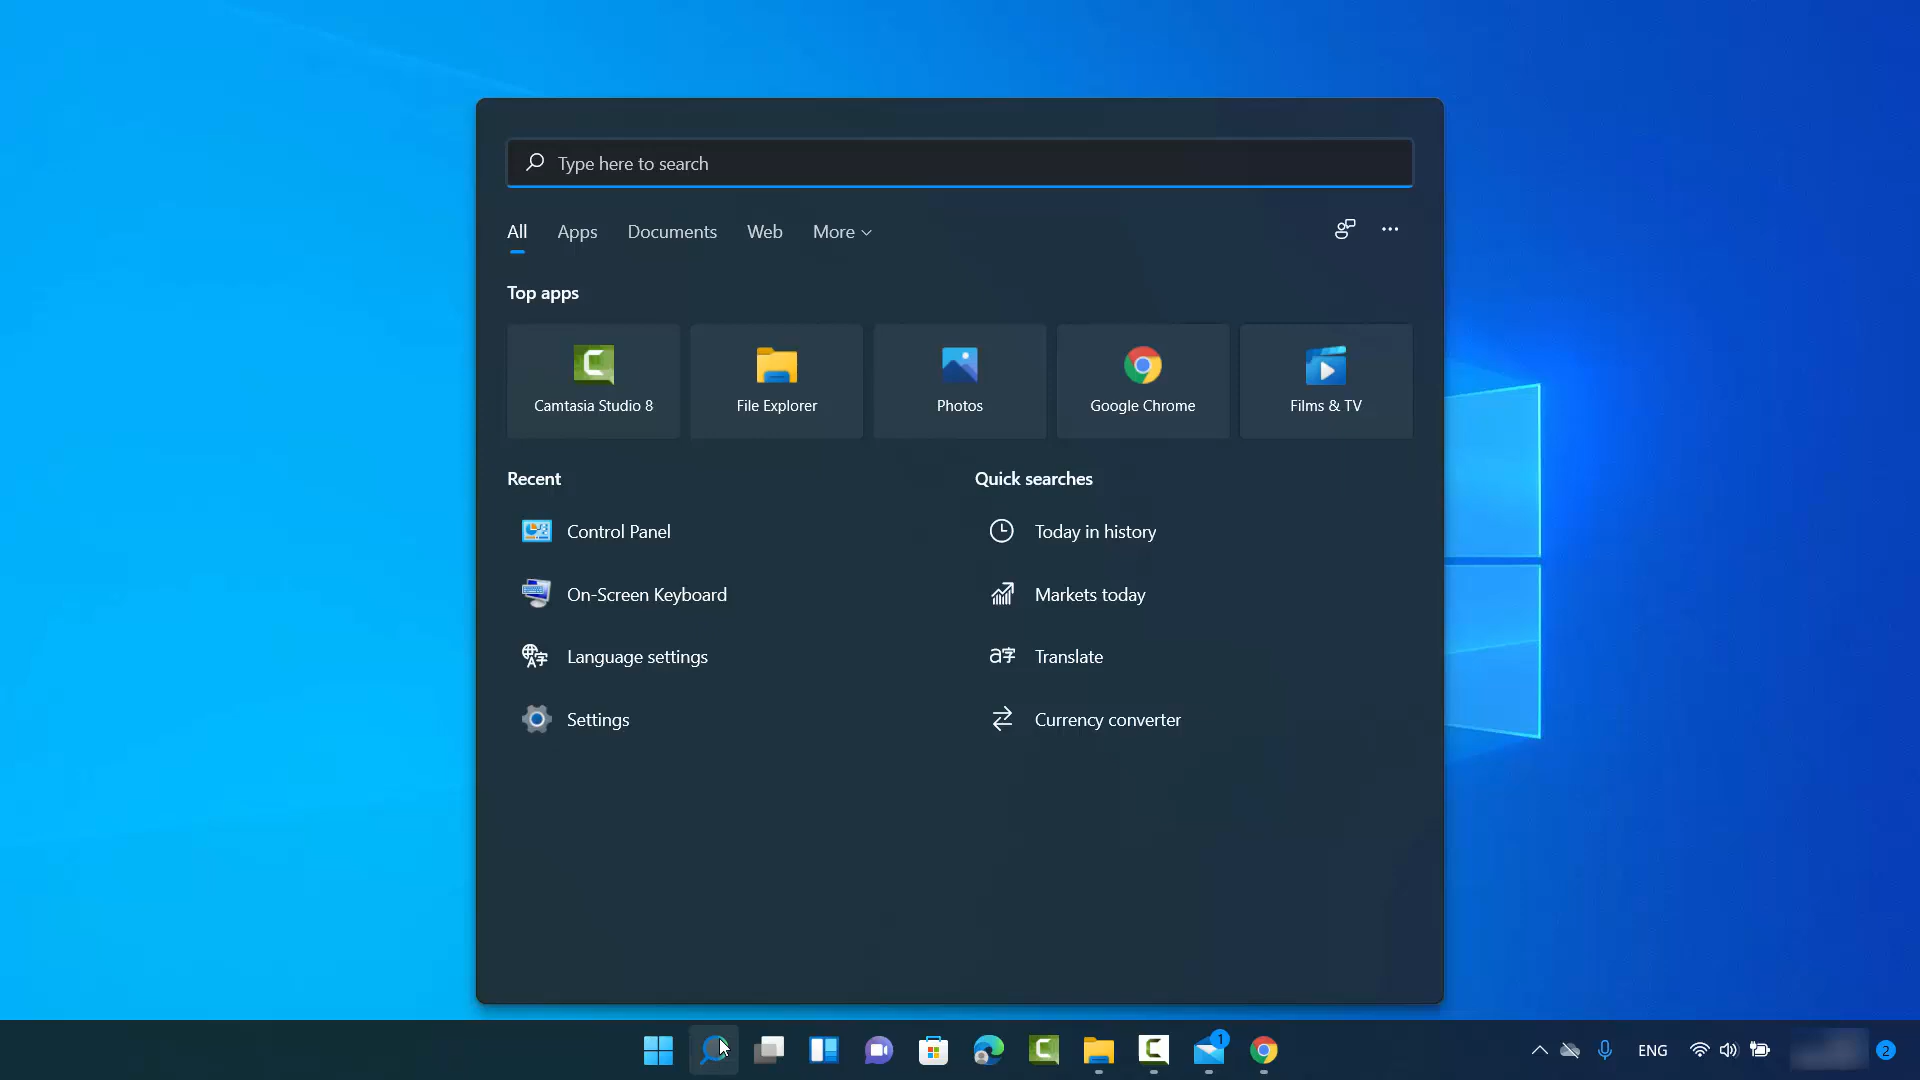 Type here to search
All Apps Documents Web More
Top apps
Camtasia Studio 8 File Explorer Photos Google Chrome Films & TV
Recent Quick searches
Control Panel Today in history
On-Screen Keyboard Markets today
Language settings Translate
Settings Currency converter
1
ENG 2